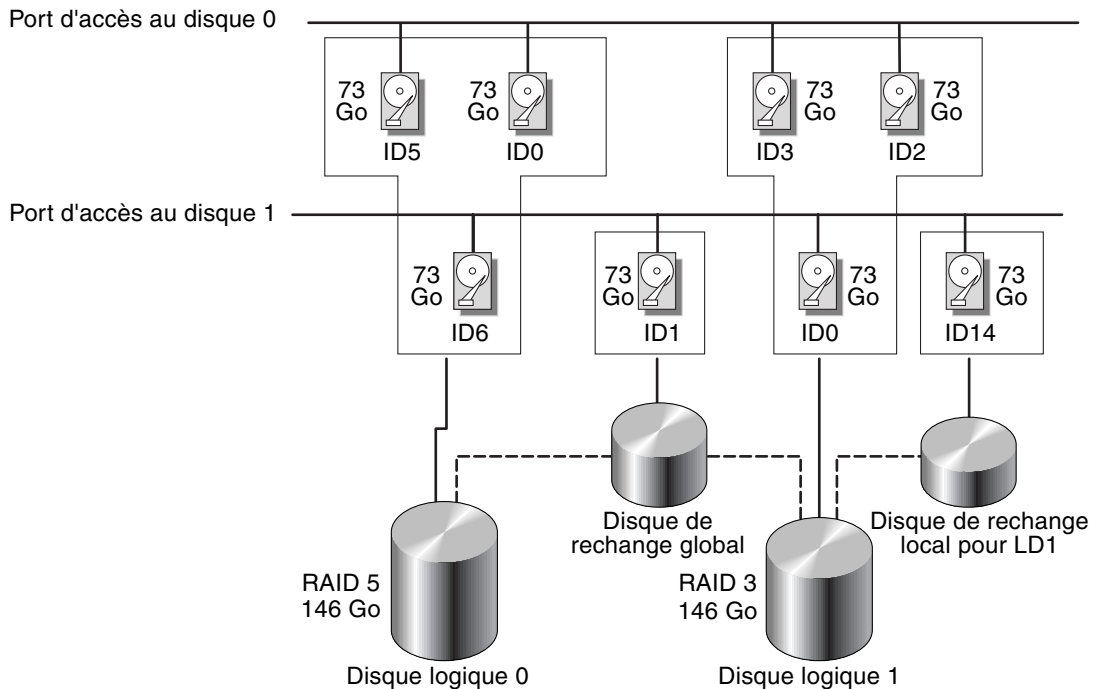 Port d'accès au disque 0
73
Go
ID5
73
Go
ID0
73
Go
ID3
73
Go
ID2
Port d'accès au disque 1
73
Go
ID6
73
Go
ID1
73
Go
ID0
73
Go
ID14
Disque de
rechange global
Disque de rechange
local pour LD1
RAID 5
146 Go
Disque logique 0
RAID 3
146 Go
Disque logique 1